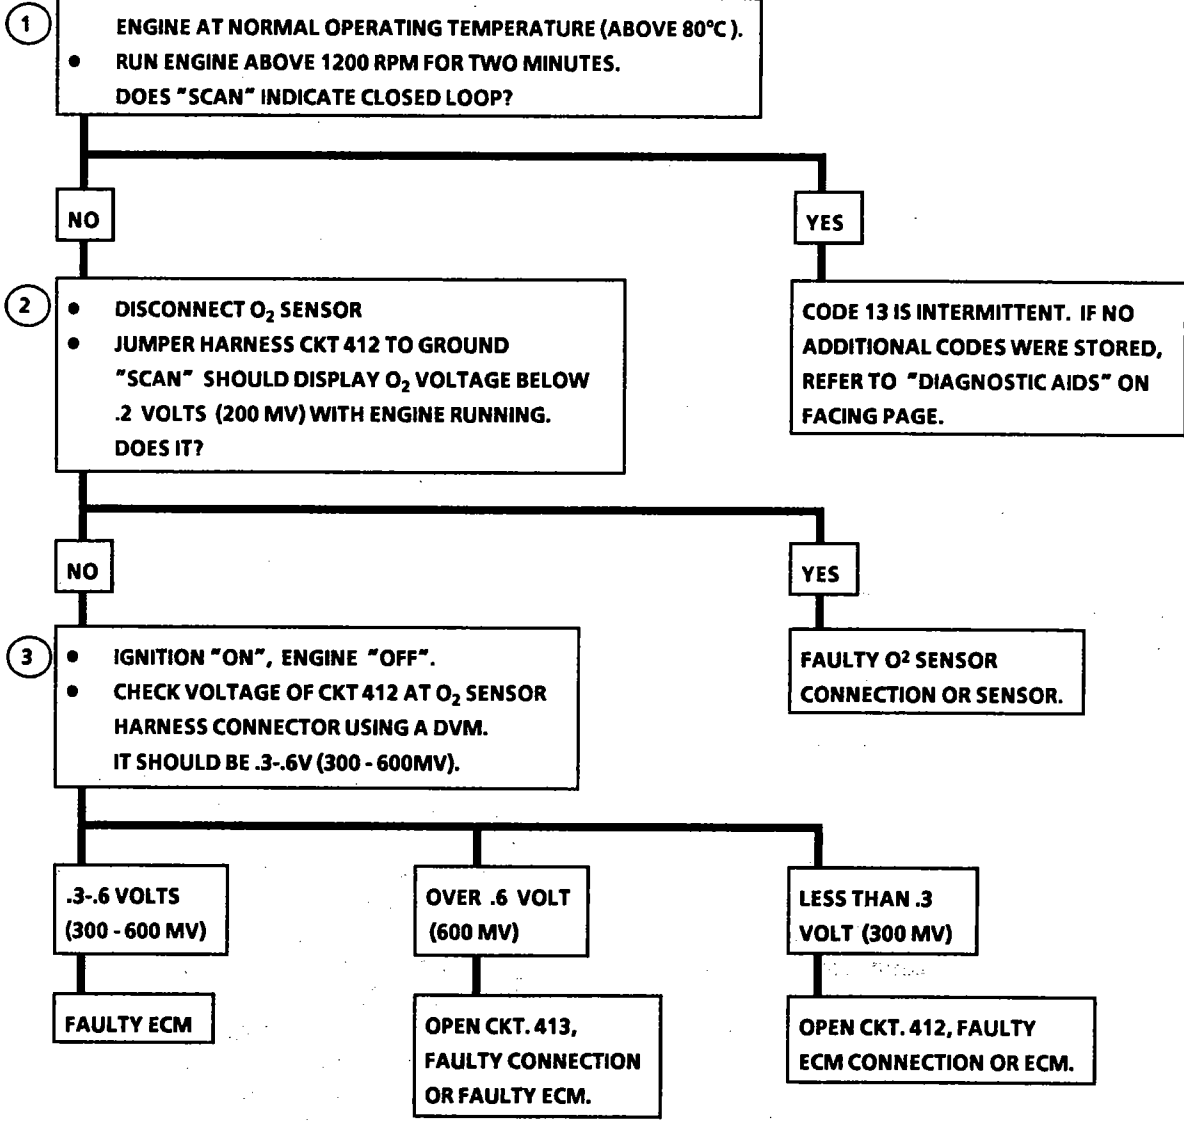 1
ENGINE AT NORMAL OPERATING TEMPERATURE (ABOVE 80°C).
• RUN ENGINE ABOVE 1200 RPM FOR TWO MINUTES.
DOES "SCAN" INDICATE CLOSED LOOP?
NO
YES
2
• DISCONNECT O₂ SENSOR
• JUMPER HARNESS CKT 412 TO GROUND
"SCAN" SHOULD DISPLAY O₂ VOLTAGE BELOW
.2 VOLTS (200 MV) WITH ENGINE RUNNING.
DOES IT?
CODE 13 IS INTERMITTENT. IF NO
ADDITIONAL CODES WERE STORED,
REFER TO "DIAGNOSTIC AIDS" ON
FACING PAGE.
NO
YES
3
• IGNITION "ON", ENGINE "OFF".
• CHECK VOLTAGE OF CKT 412 AT O₂ SENSOR
HARNESS CONNECTOR USING A DVM.
IT SHOULD BE .3-.6V (300 - 600MV).
FAULTY O² SENSOR
CONNECTION OR SENSOR.
.3-.6 VOLTS
(300 - 600 MV)
OVER .6 VOLT
(600 MV)
LESS THAN .3
VOLT (300 MV)
FAULTY ECM
OPEN CKT. 413,
FAULTY CONNECTION
OR FAULTY ECM.
OPEN CKT. 412, FAULTY
ECM CONNECTION OR ECM.